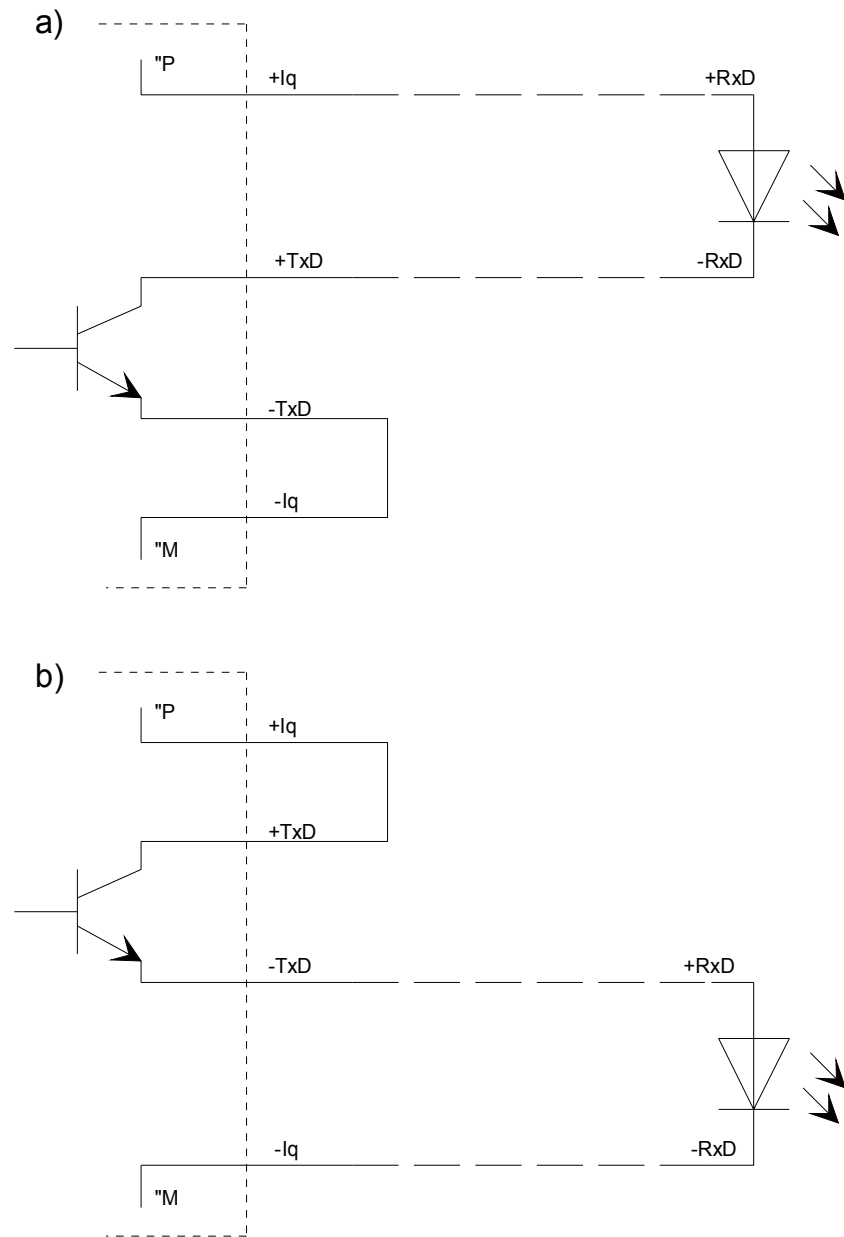 a)
"P
+Iq
+RxD
+TxD
-RxD
-TxD
-Iq
"M
b)
"P
+Iq
+TxD
-TxD
+RxD
-Iq
-RxD
"M